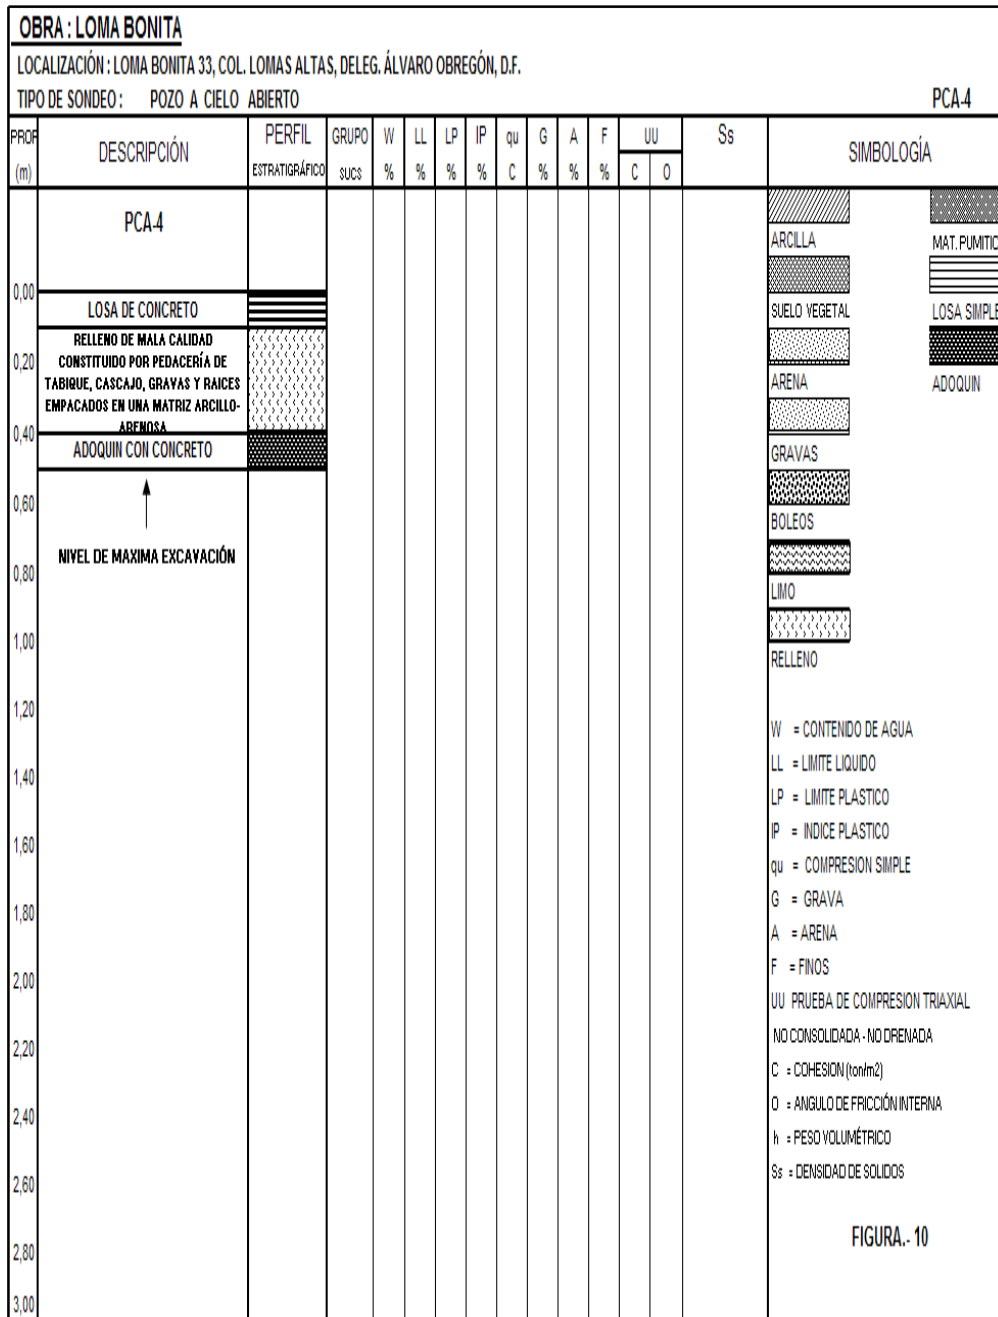 OBRA : LOMA BONITA
LOCALIZACIÓN : LOMA BONITA 33, COL. LOMAS ALTAS, DELEG. ÁLVARO OBREGÓN, D.F.
TIPO DE SONDEO : POZO A CIELO ABIERTO PCA-4
PROF (m) DESCRIPCIÓN PERFIL ESTRATIGRÁFICO GRUPO SUCS W % LL % LP % IP % qu C G % A % F % UU C O Ss SIMBOLOGÍA
PCA-4
0,00
LOSA DE CONCRETO
0,20
RELLENO DE MALA CALIDAD
CONSTITUIDO POR PEDACERÍA DE
TABIQUE, CASCAJO, GRAVAS Y RAICES
EMPACADOS EN UNA MATRIZ ARCILLO-
ARENOSA
0,40
ADOQUIN CON CONCRETO
0,60
NIVEL DE MAXIMA EXCAVACIÓN
0,80
1,00
1,20
1,40
1,60
1,80
2,00
2,20
2,40
2,60
2,80
3,00
ARCILLA MAT. PUMITIC
SUELO VEGETAL LOSA SIMPLE
ARENA ADOQUIN
GRAVAS
BOLEOS
LIMO
RELLENO
W = CONTENIDO DE AGUA
LL = LIMITE LIQUIDO
LP = LIMITE PLASTICO
IP = INDICE PLASTICO
qu = COMPRESION SIMPLE
G = GRAVA
A = ARENA
F = FINOS
UU PRUEBA DE COMPRESION TRIAXIAL
NO CONSOLIDADA - NO DRENADA
C = COHESION (ton/m2)
O = ANGULO DE FRICCIÓN INTERNA
h = PESO VOLUMÉTRICO
Ss = DENSIDAD DE SOLIDOS
FIGURA.- 10